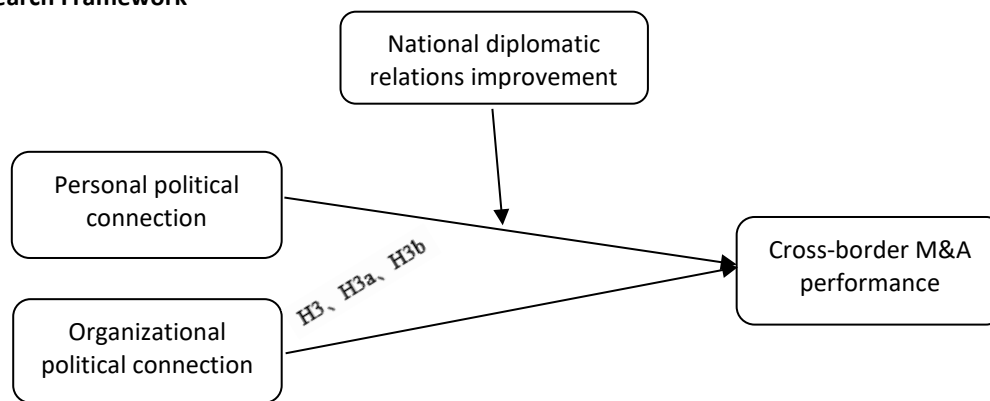 earch Framework
National diplomatic
relations improvement
Personal political
connection
H3、H3a、H3b
Cross-border M&A
performance
Organizational
political connection